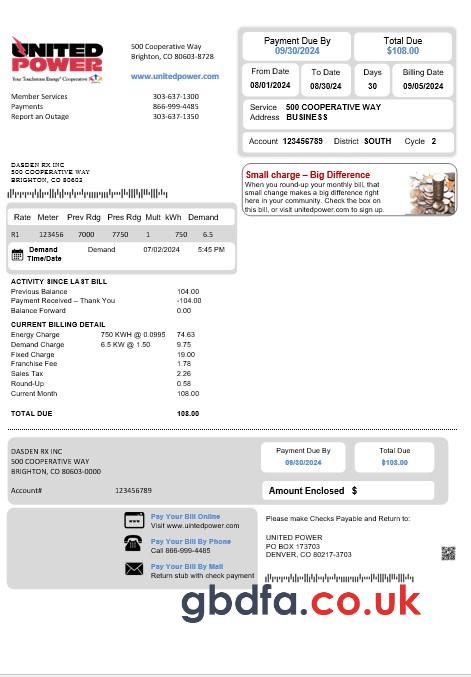 UNITED
POWER
Your Touchstone Energy® Cooperative
500 Cooperative Way
Brighton, CO 80603-8728
www.unitedpower.com
Member Services 303-637-1300
Payments 866-999-4485
Report an Outage 303-637-1350
Payment Due By Total Due
09/30/2024 $108.00
From Date To Date Days Billing Date
08/01/2024 08/30/24 30 09/05/2024
Service 500 COOPERATIVE WAY
Address BUSINESS
Account 123456789 District SOUTH Cycle 2
DASDEN RX INC
500 COOPERATIVE WAY
BRIGHTON, CO 80603
Small charge – Big Difference
When you round-up your monthly bill, that
small change makes a big difference right
here in your community. Check the box on
this bill, or visit unitedpower.com to sign up.
Rate Meter Prev Rdg Pres Rdg Mult kWh Demand
R1 123456 7000 7750 1 750 6.5
Demand Demand 07/02/2024 5:45 PM
Time/Date
ACTIVITY SINCE LAST BILL
Previous Balance 104.00
Payment Received – Thank You -104.00
Balance Forward 0.00
CURRENT BILLING DETAIL
Energy Charge 750 KWH @ 0.0995 74.63
Demand Charge 6.5 KW @ 1.50 9.75
Fixed Charge 19.00
Franchise Fee 1.78
Sales Tax 2.26
Round-Up 0.58
Current Month 108.00
TOTAL DUE 108.00
DASDEN RX INC
500 COOPERATIVE WAY
BRIGHTON, CO 80603-0000
Account# 123456789
Payment Due By Total Due
09/30/2024 $108.00
Amount Enclosed $
Pay Your Bill Online
Visit www.uintedpower.com
Pay Your Bill By Phone
Call 866-999-4485
Pay Your Bill By Mail
Return stub with check payment
Please make Checks Payable and Return to:
UNITED POWER
PO BOX 173703
DENVER, CO 80217-3703
gbdfa.co.uk